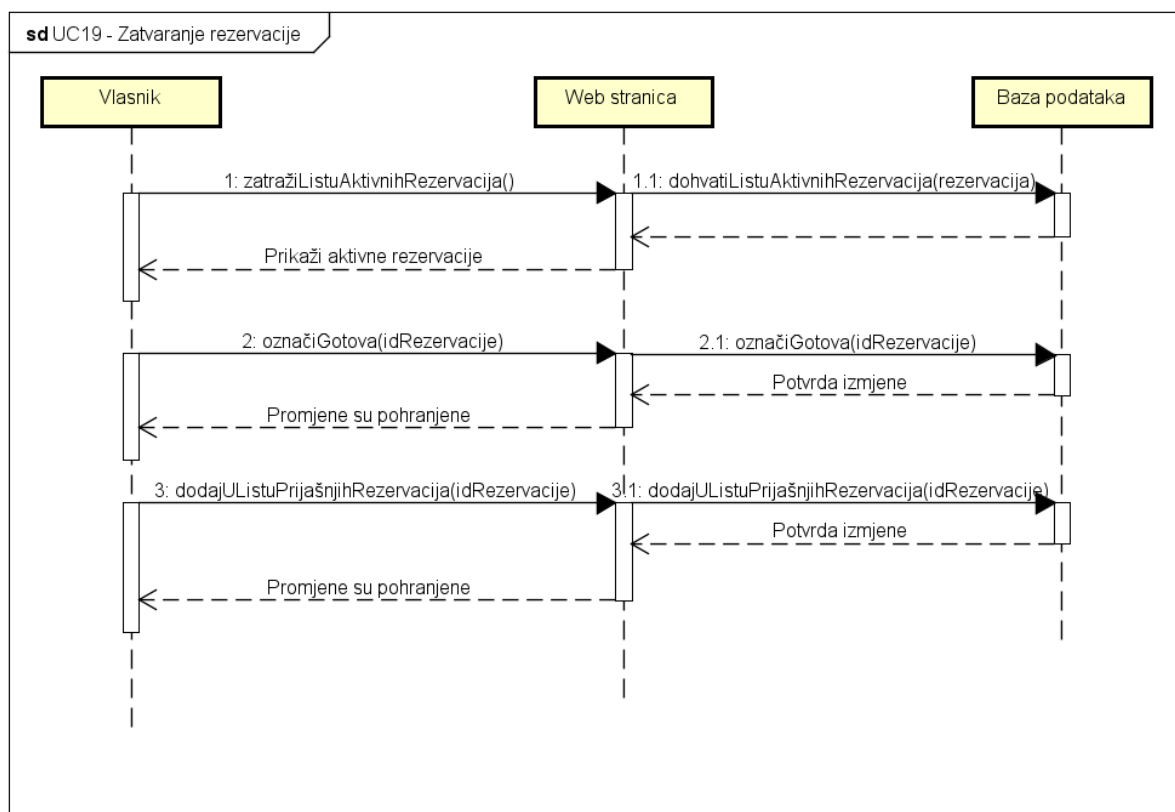 sd UC19 - Zatvaranje rezervacije
Vlasnik
Web stranica
Baza podataka
1: zatražiListuAktivnihRezervacija()
1.1: dohvatiListuAktivnihRezervacija(rezervacija)
Prikaži aktivne rezervacije
2: označiGotova(idRezervacije)
2.1: označiGotova(idRezervacije)
Potvrda izmjene
Promjene su pohranjene
3: dodajUListuPrijašnjihRezervacija(idRezervacije)
3.1: dodajUListuPrijašnjihRezervacija(idRezervacije)
Potvrda izmjene
Promjene su pohranjene